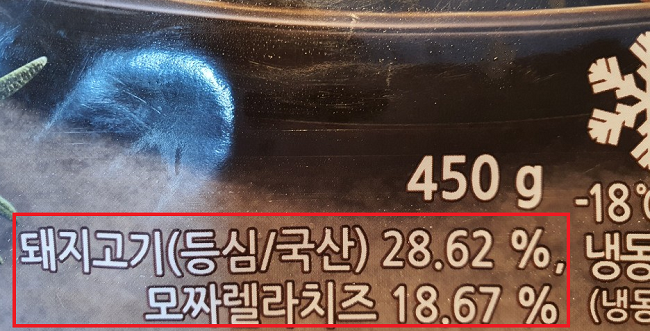 450 g
-18℃
돼지고기(등심/국산) 28.62 %,
냉동
모짜렐라치즈 18.67 %
(냉동